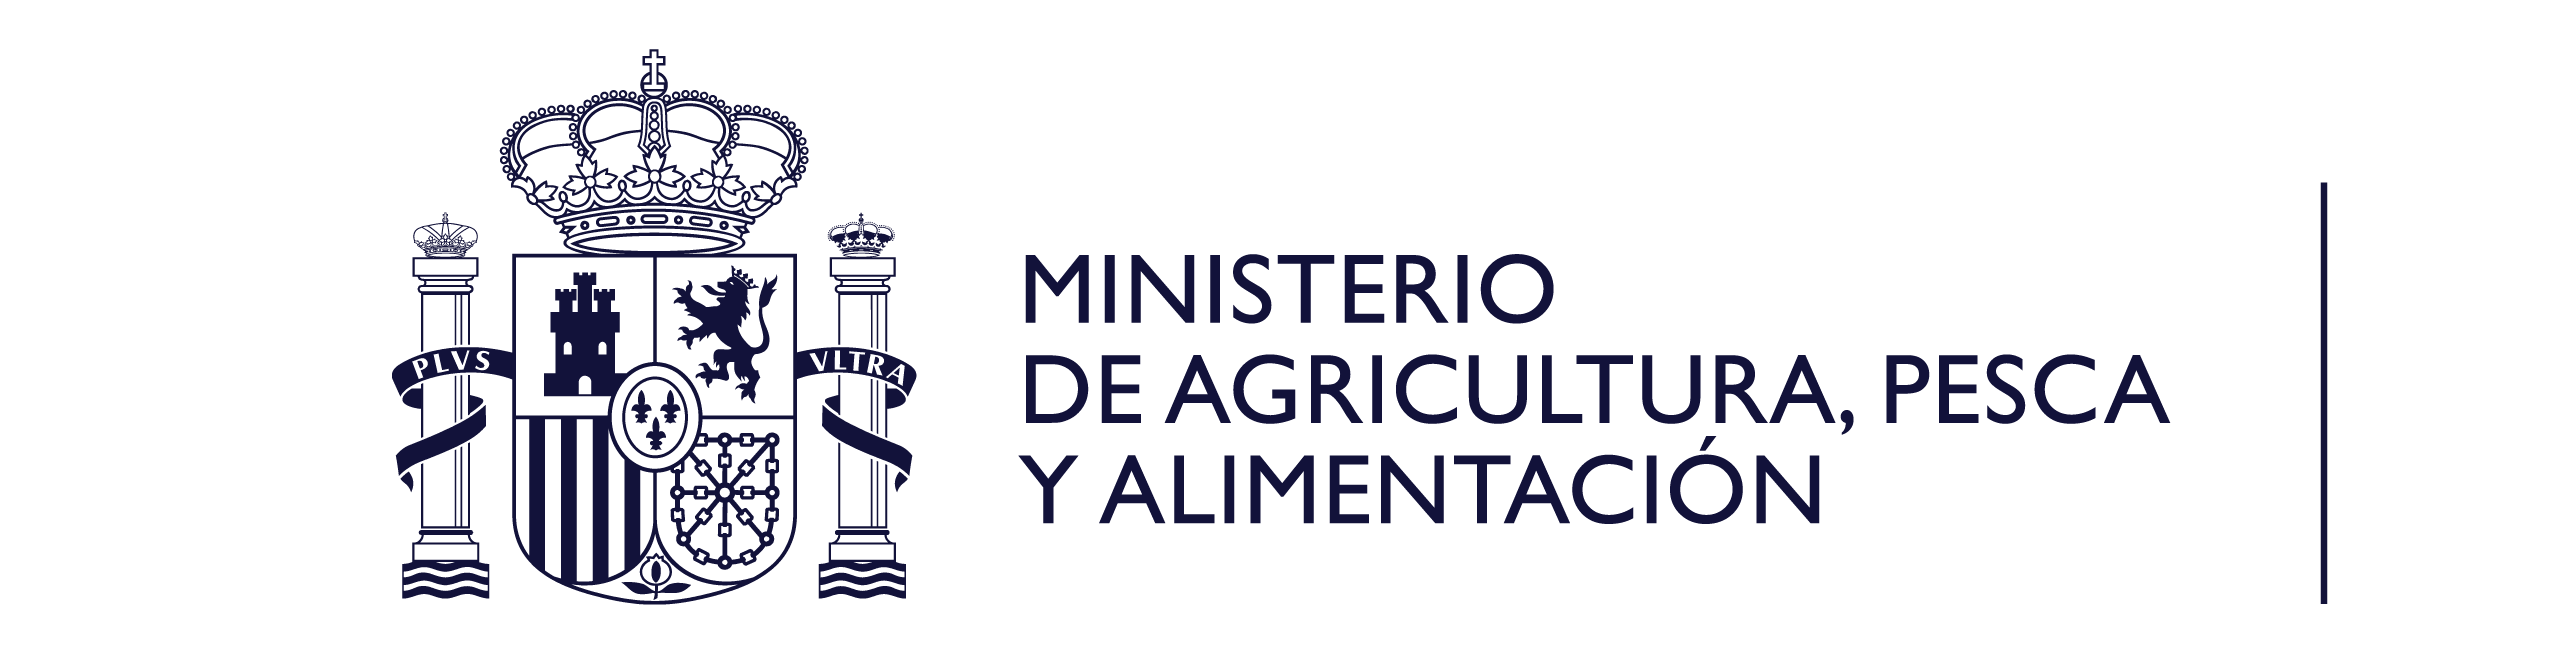 PLVS VLTRA
MINISTERIO
DE AGRICULTURA, PESCA
Y ALIMENTACIÓN